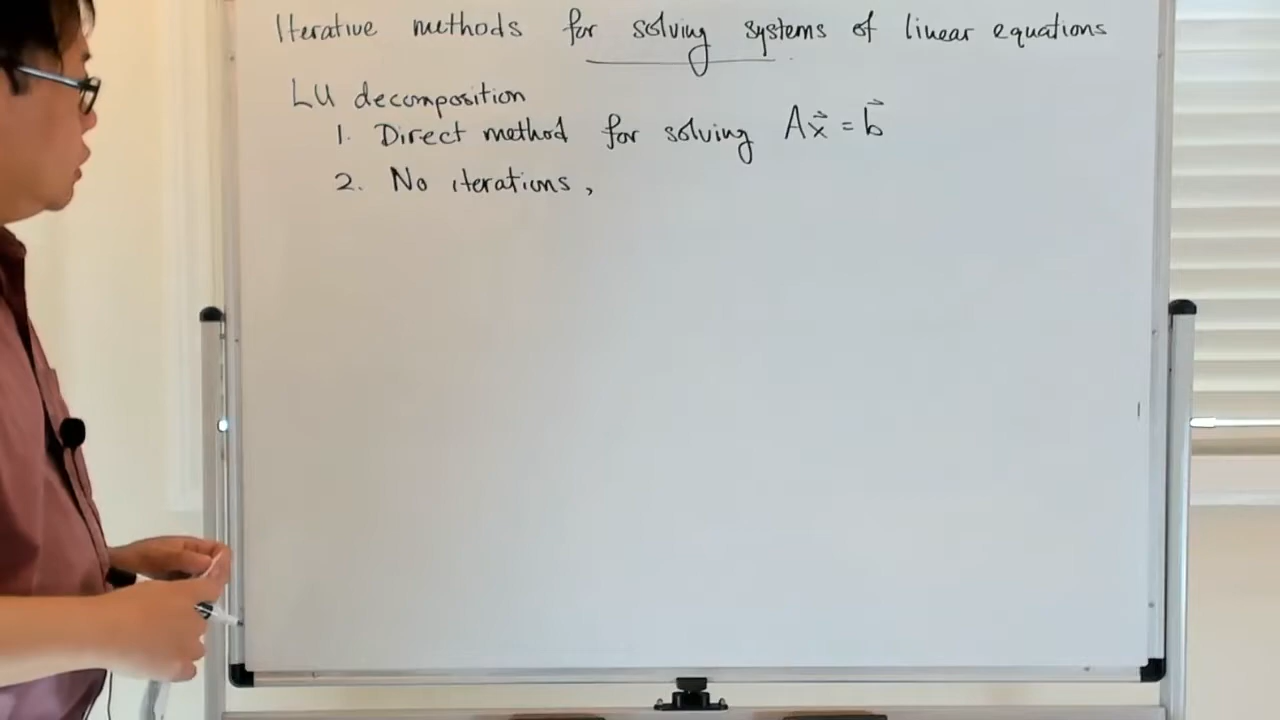 Iterative methods for solving systems of linear equations
LU decomposition
1. Direct method for solving Ax⃗ = b⃗
2. No iterations,